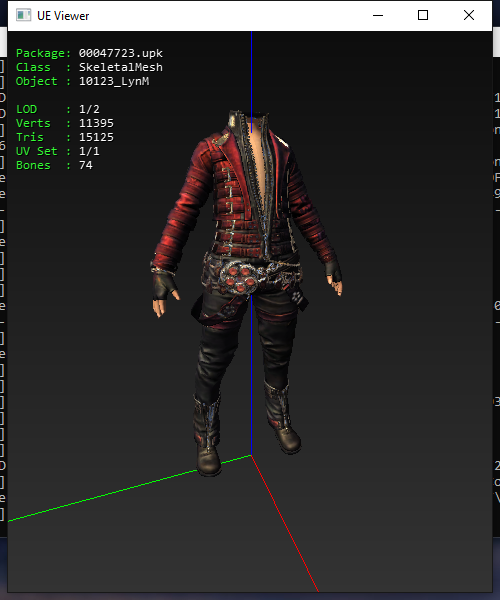 UE Viewer
Package: 00047723.upk
Class  : SkeletalMesh
Object : 10123_LynM
LOD    : 1/2
Verts  : 11395
Tris   : 15125
UV Set : 1/1
Bones  : 74